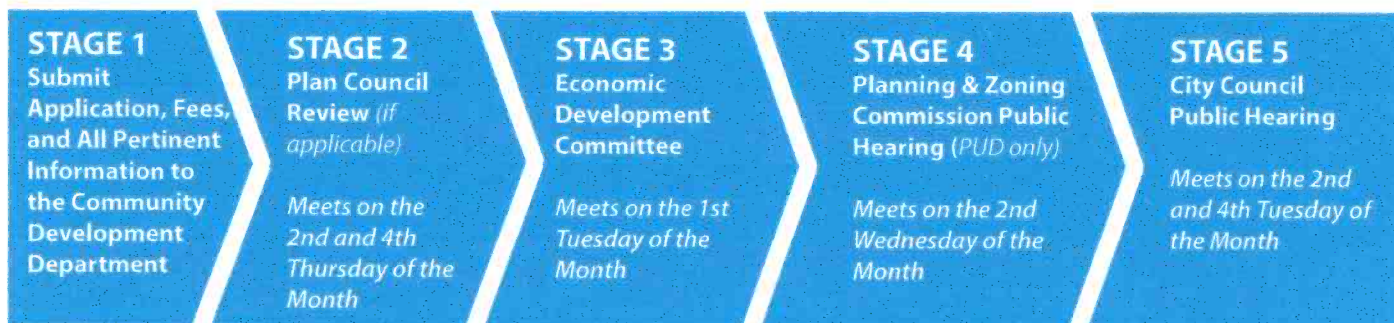 STAGE 1
Submit
Application, Fees,
and All Pertinent
Information to
the Community
Development
Department
STAGE 2
Plan Council
Review (if
applicable)
Meets on the
2nd and 4th
Thursday of the
Month
STAGE 3
Economic
Development
Committee
Meets on the 1st
Tuesday of the
Month
STAGE 4
Planning & Zoning
Commission Public
Hearing (PUD only)
Meets on the 2nd
Wednesday of the
Month
STAGE 5
City Council
Public Hearing
Meets on the 2nd
and 4th Tuesday of
the Month